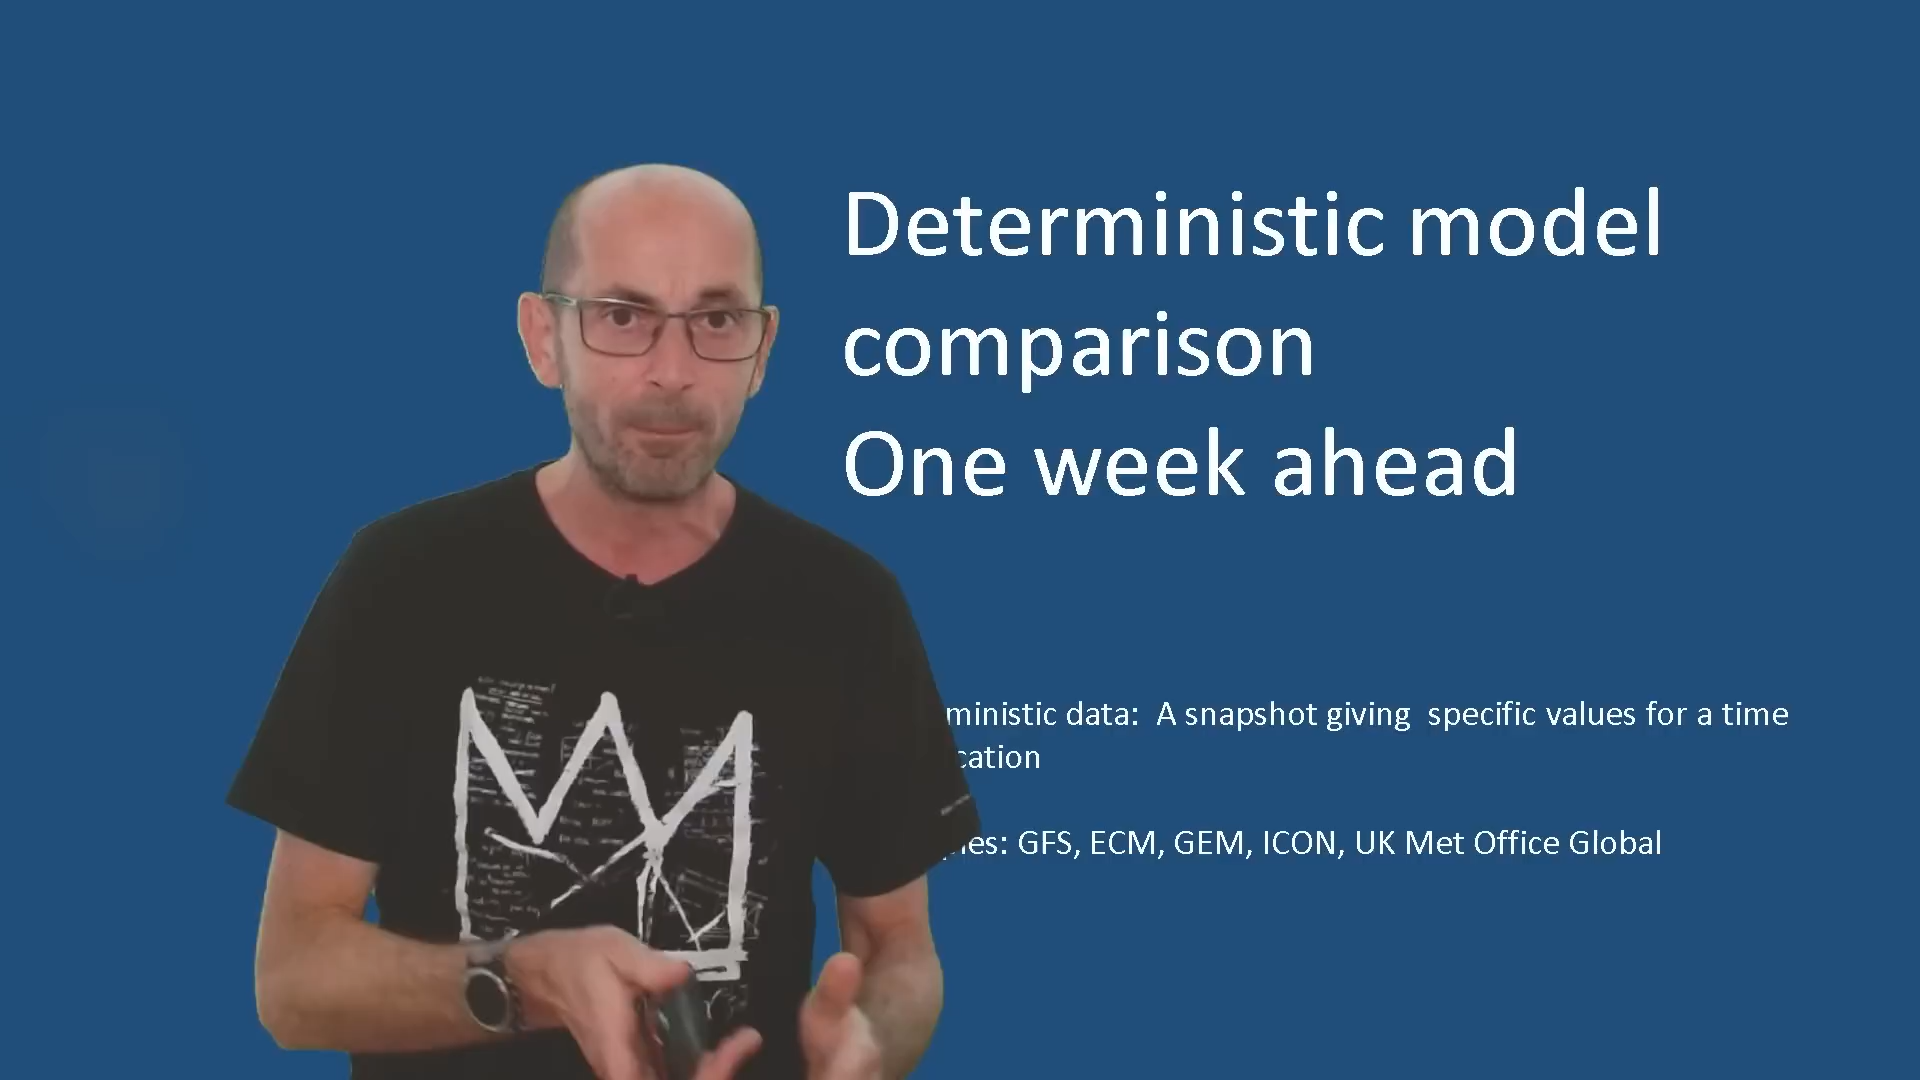 Deterministic model
comparison
One week ahead
ministic data: A snapshot giving specific values for a time
cation
GFS, ECM, GEM, ICON, UK Met Office Global